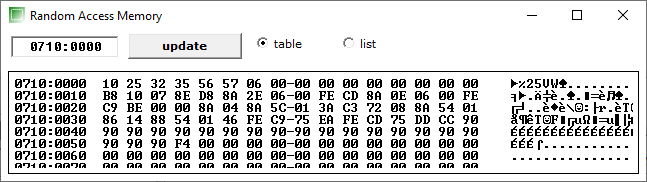 Random Access Memory
0710:0000 update table list
0710:0000 10 25 32 35 56 57 06 00-00 00 00 00 00 00 00 00 ►%25VW♠.........
0710:0010 B8 10 07 8E D8 8A 2E 06-00 FE CD 8A 0E 06 00 FE ╕►.Ä╪è.♠.■═è♫♠.■
0710:0020 C9 BE 00 00 8A 04 8A 5C-01 3A C3 72 08 8A 54 01 ╔╛..è♦è\☺:├r.èT☺
0710:0030 86 14 88 54 01 46 FE C9-75 EA FE CD 75 DD CC 90 å¶êT☺F■╔uΩ■═u▌╠É
0710:0040 90 90 90 90 90 90 90 90-90 90 90 90 90 90 90 90 ÉÉÉÉÉÉÉÉÉÉÉÉÉÉÉÉ
0710:0050 90 90 90 F4 00 00 00 00-00 00 00 00 00 00 00 00 ÉÉÉ⌠............
0710:0060 00 00 00 00 00 00 00 00-00 00 00 00 00 00 00 00 ................
0710:0070 00 00 00 00 00 00 00 00-00 00 00 00 00 00 00 00